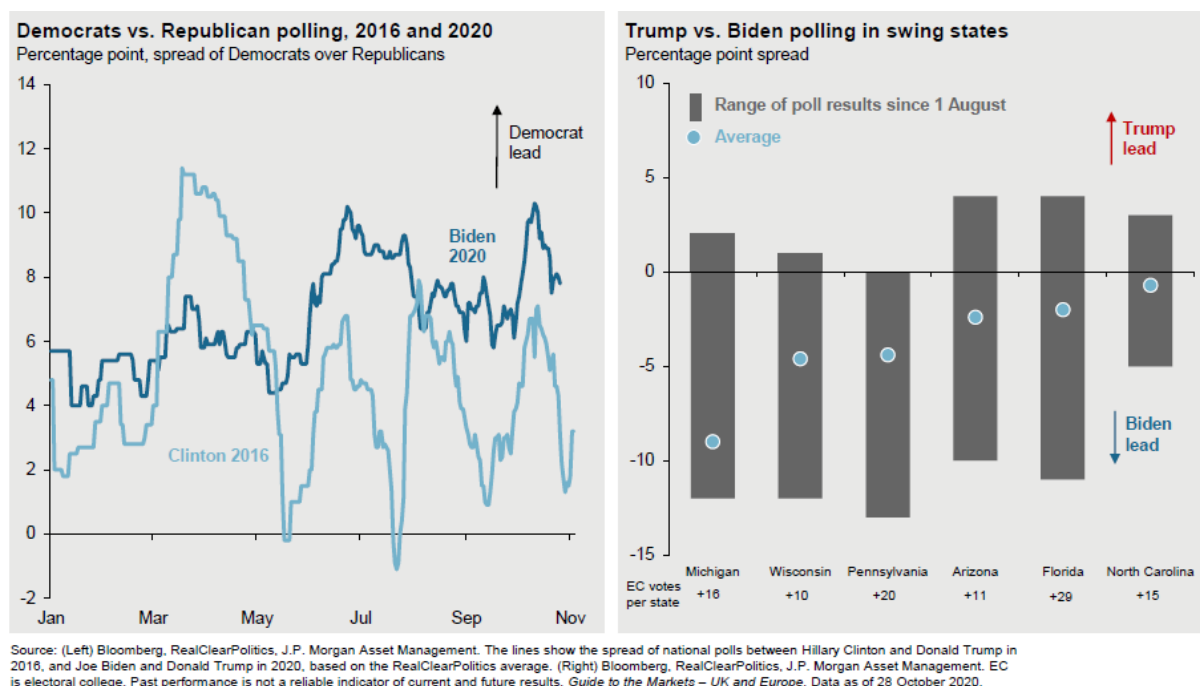 Democrats vs. Republican polling, 2016 and 2020
Percentage point, spread of Democrats over Republicans
14
12
10
8
6
4
2
0
-2
Democrat
lead
Biden
2020
Clinton 2016
Jan
Mar
May
Jul
Sep
Nov
Trump vs. Biden polling in swing states
Percentage point spread
10
5
0
-5
-10
-15
Range of poll results since 1 August
Average
Trump
lead
Biden
lead
Michigan
Wisconsin
Pennsylvania
Arizona
Florida
North Carolina
EC votes
per state
+16
+10
+20
+11
+29
+15
Source: (Left) Bloomberg, RealClearPolitics, J.P. Morgan Asset Management. The lines show the spread of national polls between Hillary Clinton and Donald Trump in
2016, and Joe Biden and Donald Trump in 2020, based on the RealClearPolitics average. (Right) Bloomberg, RealClearPolitics, J.P. Morgan Asset Management. EC
is electoral college. Past performance is not a reliable indicator of current and future results. Guide to the Markets – UK and Europe. Data as of 28 October 2020.